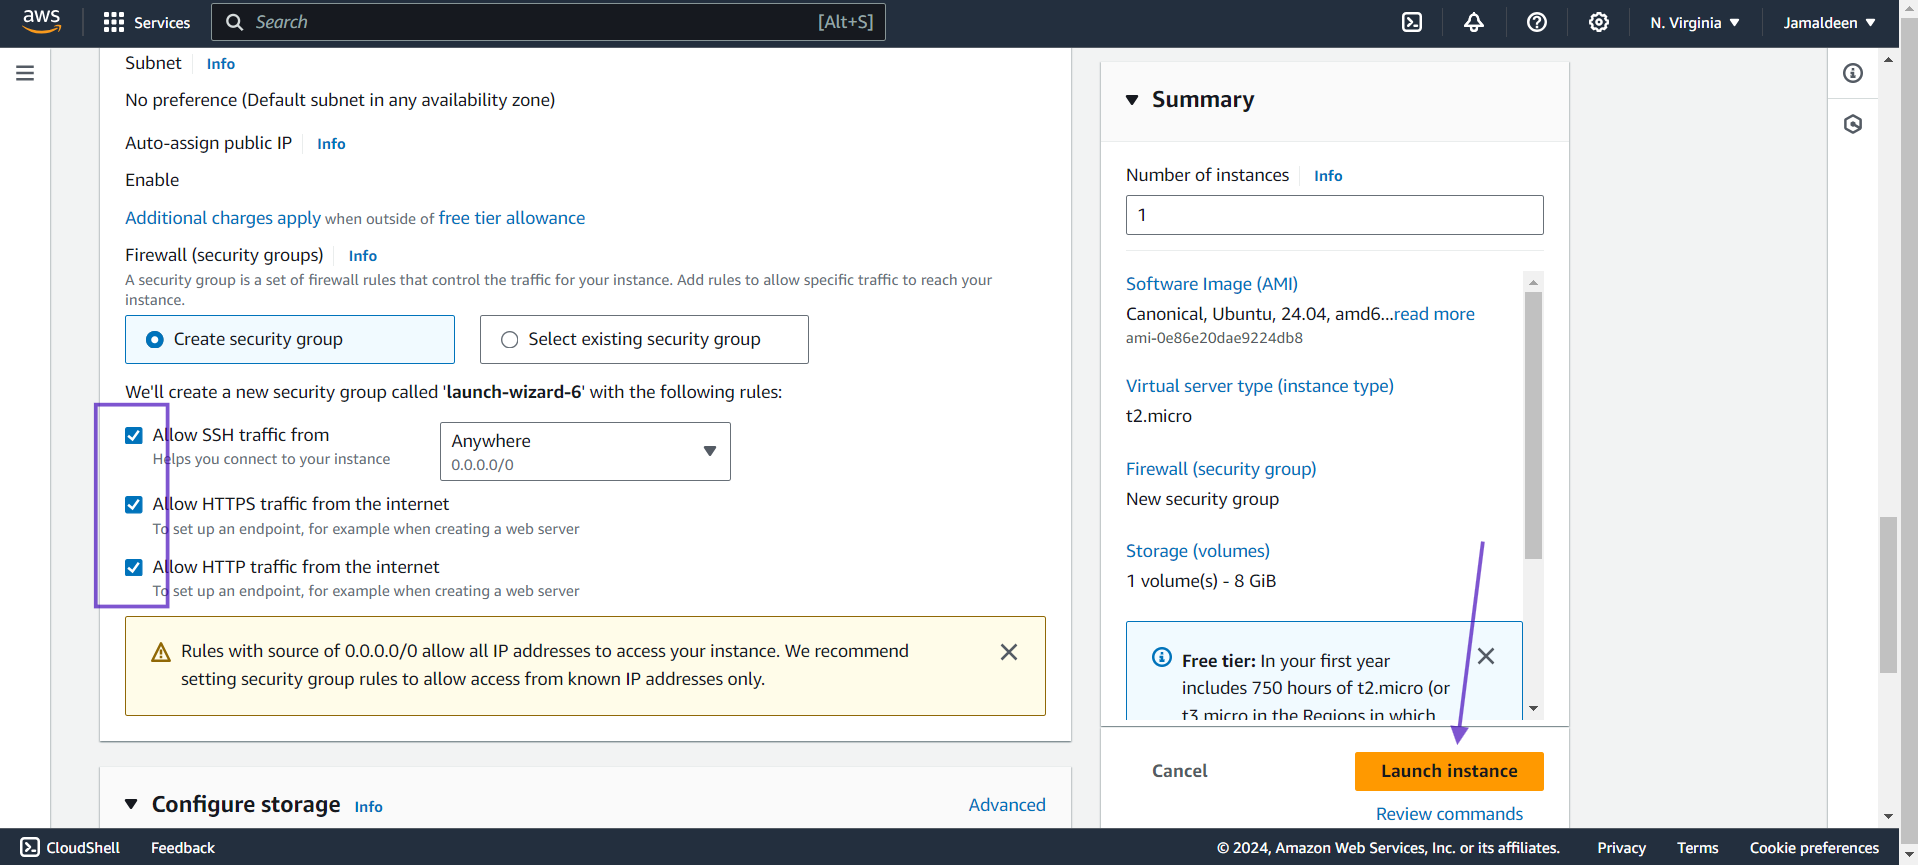 aws
Services
Search
[Alt+S]
N. Virginia
Jamaldeen
Subnet Info
No preference (Default subnet in any availability zone)
Auto-assign public IP Info
Enable
Additional charges apply when outside of free tier allowance
Firewall (security groups) Info
A security group is a set of firewall rules that control the traffic for your instance. Add rules to allow specific traffic to reach your
instance.
Create security group
Select existing security group
We'll create a new security group called 'launch-wizard-6' with the following rules:
Allow SSH traffic from
Helps you connect to your instance
Anywhere
0.0.0.0/0
Allow HTTPS traffic from the internet
To set up an endpoint, for example when creating a web server
Allow HTTP traffic from the internet
To set up an endpoint, for example when creating a web server
Rules with source of 0.0.0.0/0 allow all IP addresses to access your instance. We recommend
setting security group rules to allow access from known IP addresses only.
Configure storage Info
Advanced
Summary
Number of instances Info
1
Software Image (AMI)
Canonical, Ubuntu, 24.04, amd6...read more
ami-0e86e20dae9224db8
Virtual server type (instance type)
t2.micro
Firewall (security group)
New security group
Storage (volumes)
1 volume(s) - 8 GiB
Free tier: In your first year
includes 750 hours of t2.micro (or
t3.micro in the Regions in which
Cancel
Launch instance
Review commands
CloudShell
Feedback
© 2024, Amazon Web Services, Inc. or its affiliates.
Privacy
Terms
Cookie preferences